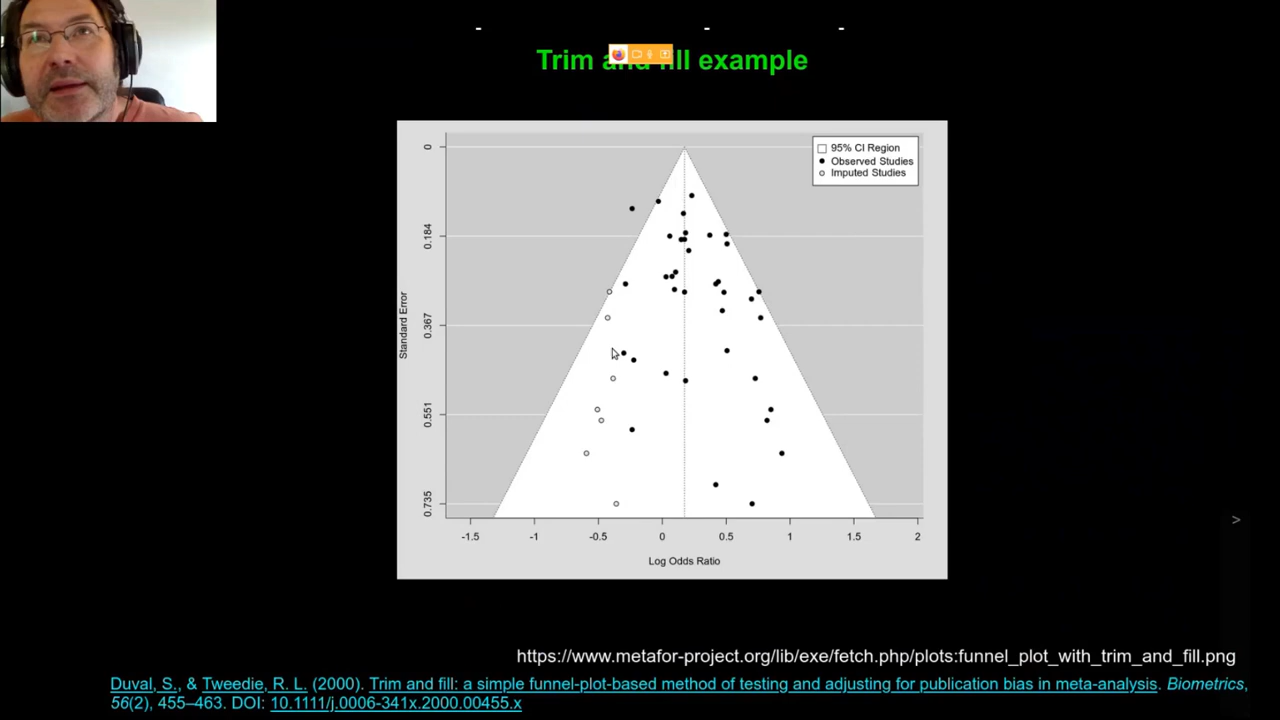 Trim and fill example
95% CI Region
Observed Studies
Imputed Studies
0
0.184
0.367
0.551
0.735
Standard Error
-1.5 -1 -0.5 0 0.5 1 1.5 2
Log Odds Ratio
>
https://www.metafor-project.org/lib/exe/fetch.php/plots:funnel_plot_with_trim_and_fill.png
Duval, S., & Tweedie, R. L. (2000). Trim and fill: a simple funnel-plot-based method of testing and adjusting for publication bias in meta-analysis. Biometrics,
56(2), 455–463. DOI: 10.1111/j.0006-341x.2000.00455.x